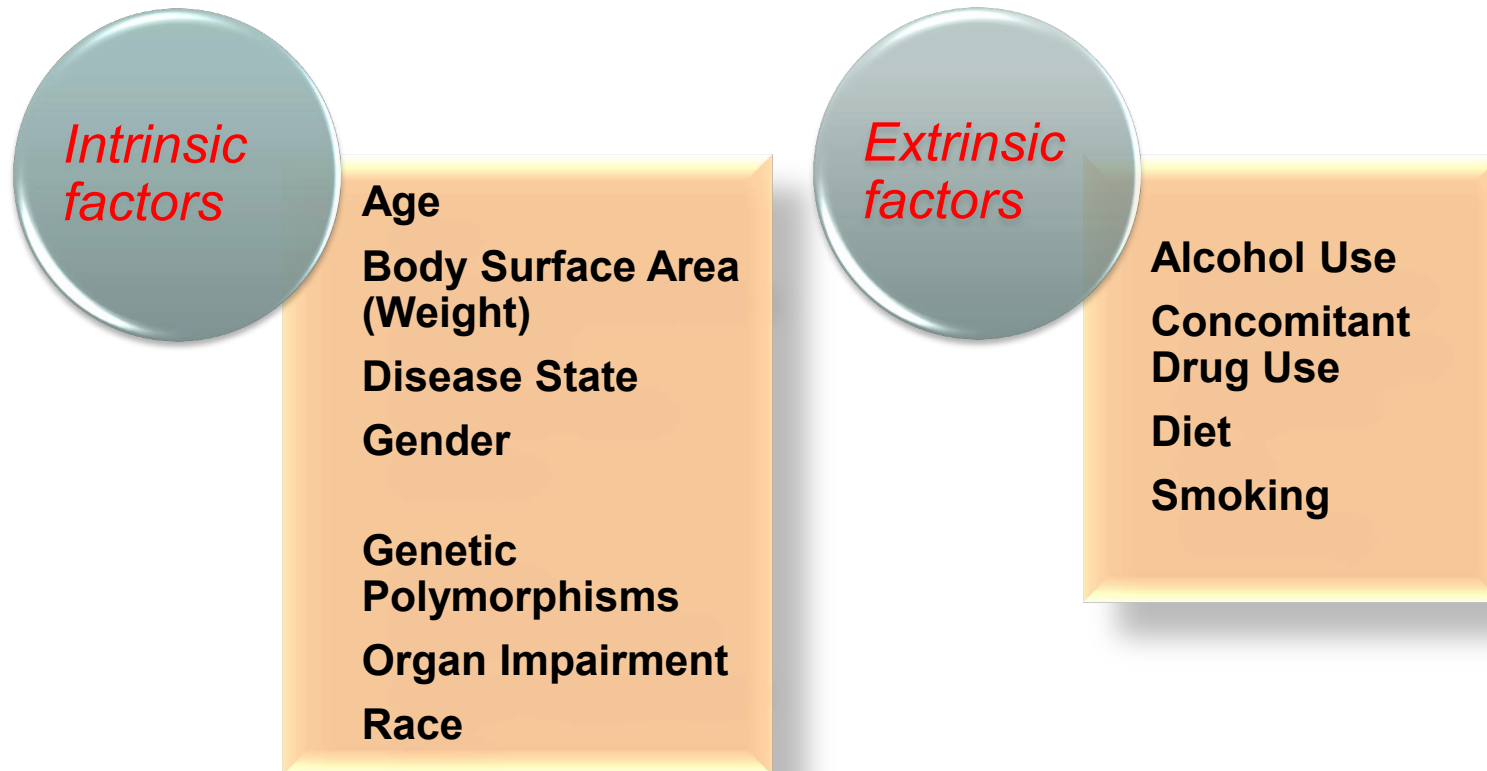 Intrinsic
factors
Age
Body Surface Area
(Weight)
Disease State
Gender
Genetic
Polymorphisms
Organ Impairment
Race
Extrinsic
factors
Alcohol Use
Concomitant
Drug Use
Diet
Smoking